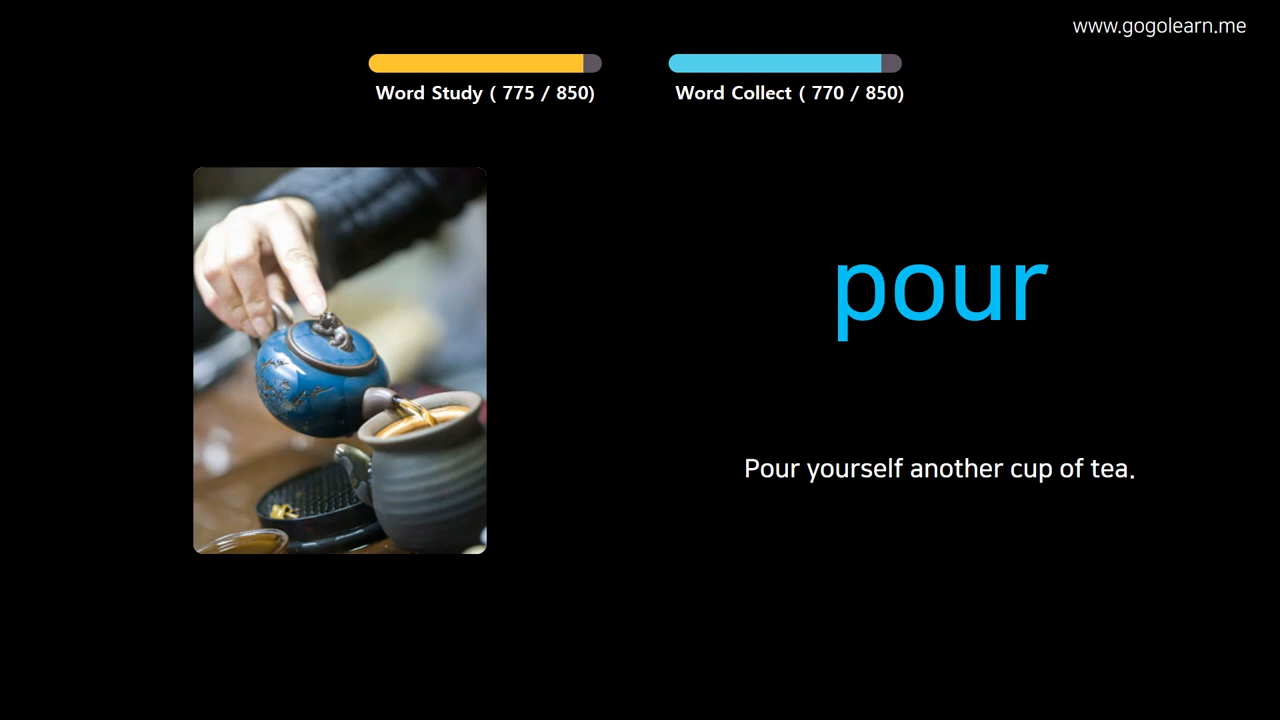 www.gogolearn.me
Word Study ( 775 / 850)
Word Collect ( 770 / 850)
pour
Pour yourself another cup of tea.